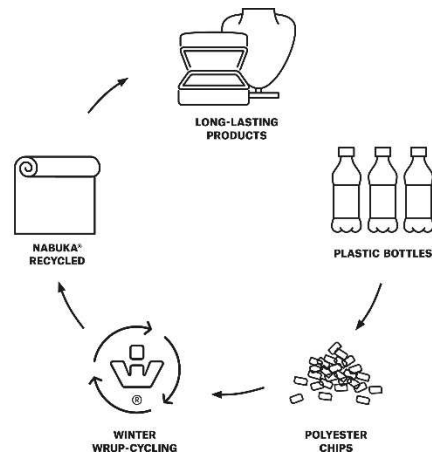 LONG-LASTING
PRODUCTS
PLASTIC BOTTLES
POLYESTER
CHIPS
®
WINTER
WRUP-CYCLING
NABUKA®
RECYCLED